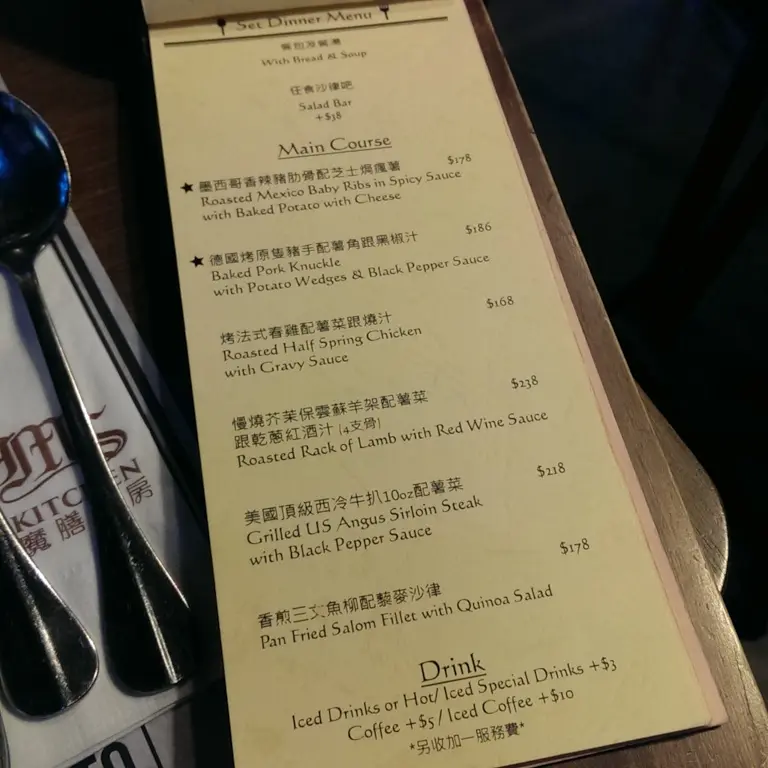 Set Dinner Menu
餐包及餐湯
With Bread & Soup
任食沙律吧
Salad Bar
+$38
Main Course
★ 墨西哥香辣豬肋骨配芝士焗瘋薯 $178
Roasted Mexico Baby Ribs in Spicy Sauce
with Baked Potato with Cheese
★ 德國烤原隻豬手配薯角跟黑椒汁 $186
Baked Pork Knuckle
with Potato Wedges & Black Pepper Sauce
烤法式春雞配薯菜跟燒汁 $168
Roasted Half Spring Chicken
with Gravy Sauce
慢燒芥茉保雲蘇羊架配薯菜 $238
跟乾蔥紅酒汁 (4支骨)
Roasted Rack of Lamb with Red Wine Sauce
美國頂級西冷牛扒10oz配薯菜 $218
Grilled US Angus Sirloin Steak
with Black Pepper Sauce
香煎三文魚柳配藜麥沙律 $178
Pan Fried Salom Fillet with Quinoa Salad
Drink
Iced Drinks or Hot/ Iced Special Drinks +$3
Coffee +$5/ Iced Coffee +$10
*另收加一服務費*
KITCHEN
魔膳 房